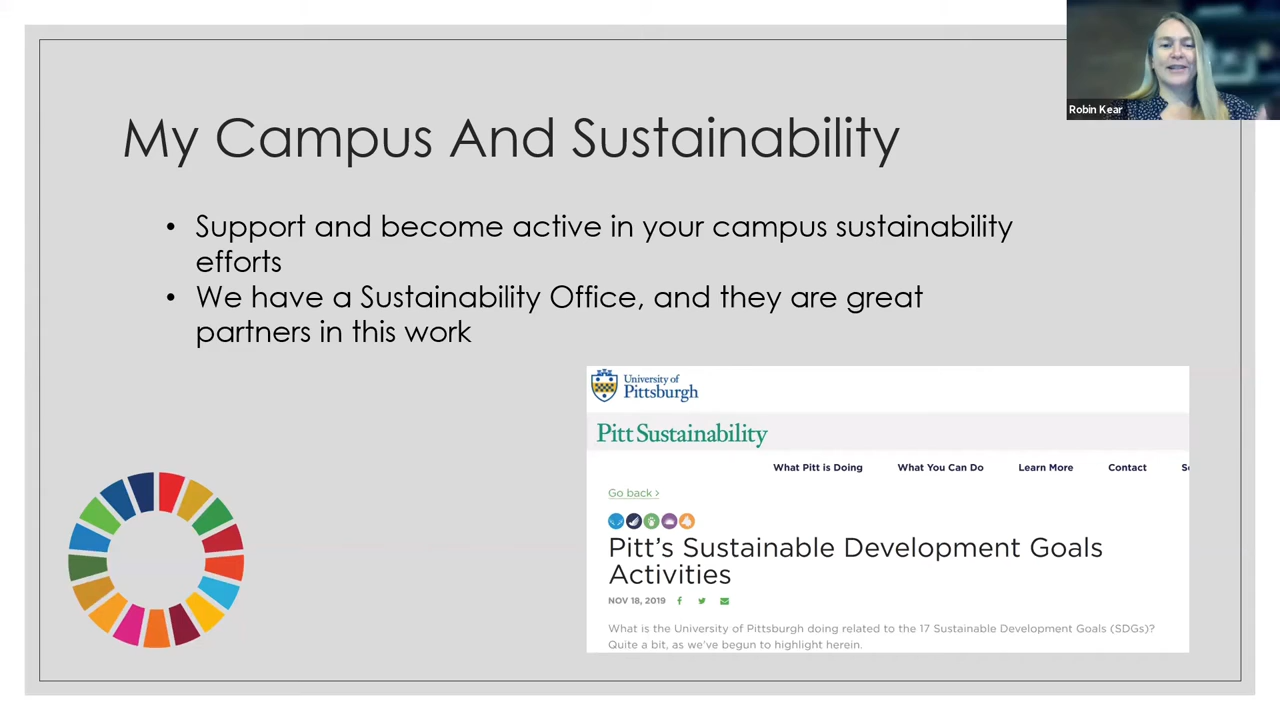 Robin Kear
My Campus And Sustainability
• Support and become active in your campus sustainability
efforts
• We have a Sustainability Office, and they are great
partners in this work
University of
Pittsburgh
Pitt Sustainability
What Pitt is Doing What You Can Do Learn More Contact
Go back >
Pitt's Sustainable Development Goals
Activities
NOV 18, 2019
What is the University of Pittsburgh doing related to the 17 Sustainable Development Goals (SDGs)?
Quite a bit, as we've begun to highlight herein.